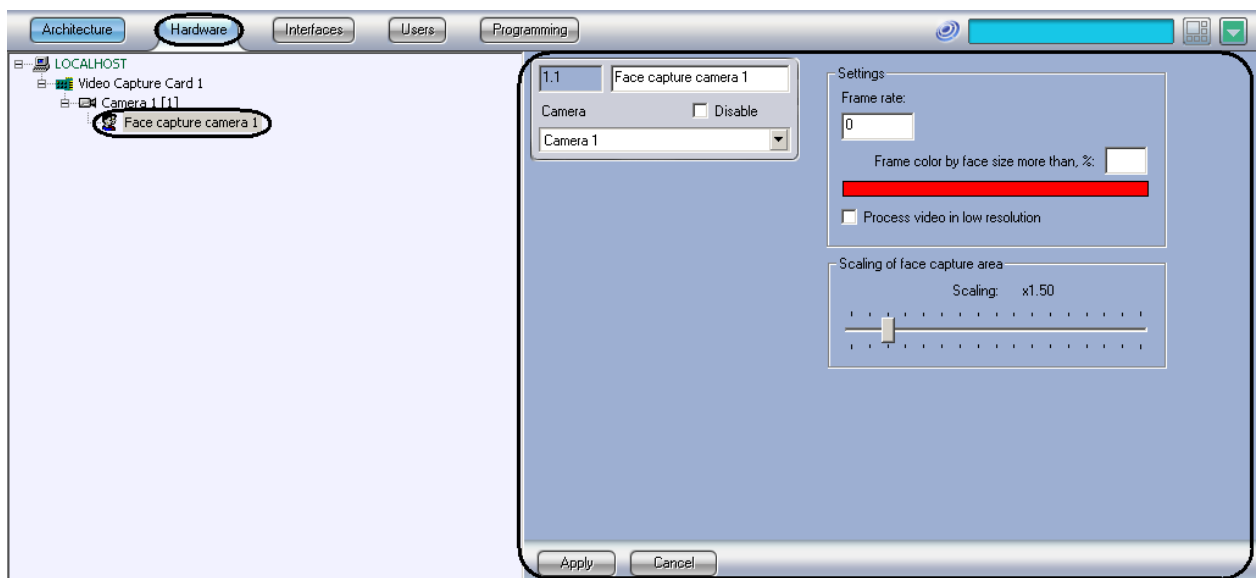 Architecture Hardware Interfaces Users Programming
LOCALHOST
Video Capture Card 1
Camera 1 [1]
Face capture camera 1
1.1 Face capture camera 1
Camera Disable
Camera 1
Settings
Frame rate:
0
Frame color by face size more than, %:
Process video in low resolution
Scaling of face capture area
Scaling: x1.50
Apply Cancel